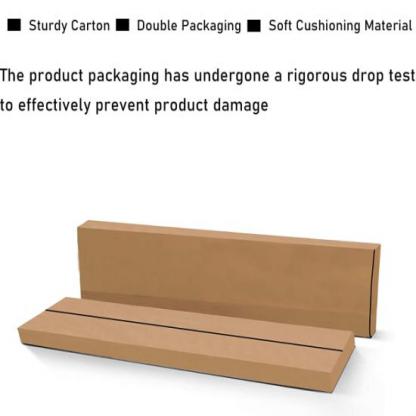 ■ Sturdy Carton ■ Double Packaging ■ Soft Cushioning Material
The product packaging has undergone a rigorous drop test
to effectively prevent product damage